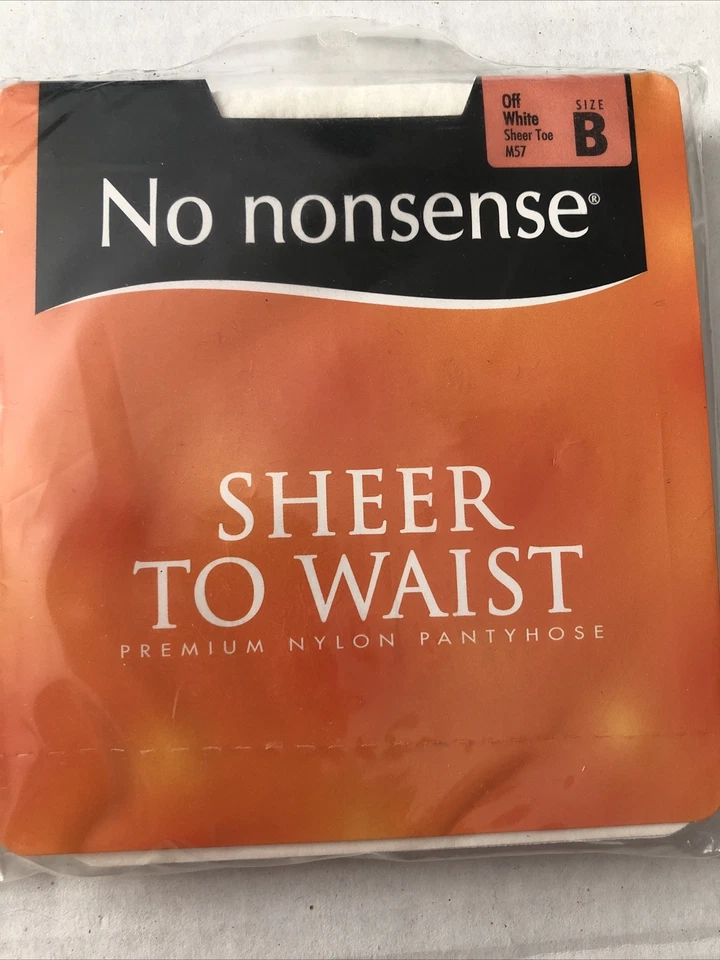 Off
White
Sheer Toe
M57
SIZE
B
No nonsense®
SHEER
TO WAIST
PREMIUM NYLON PANTYHOSE